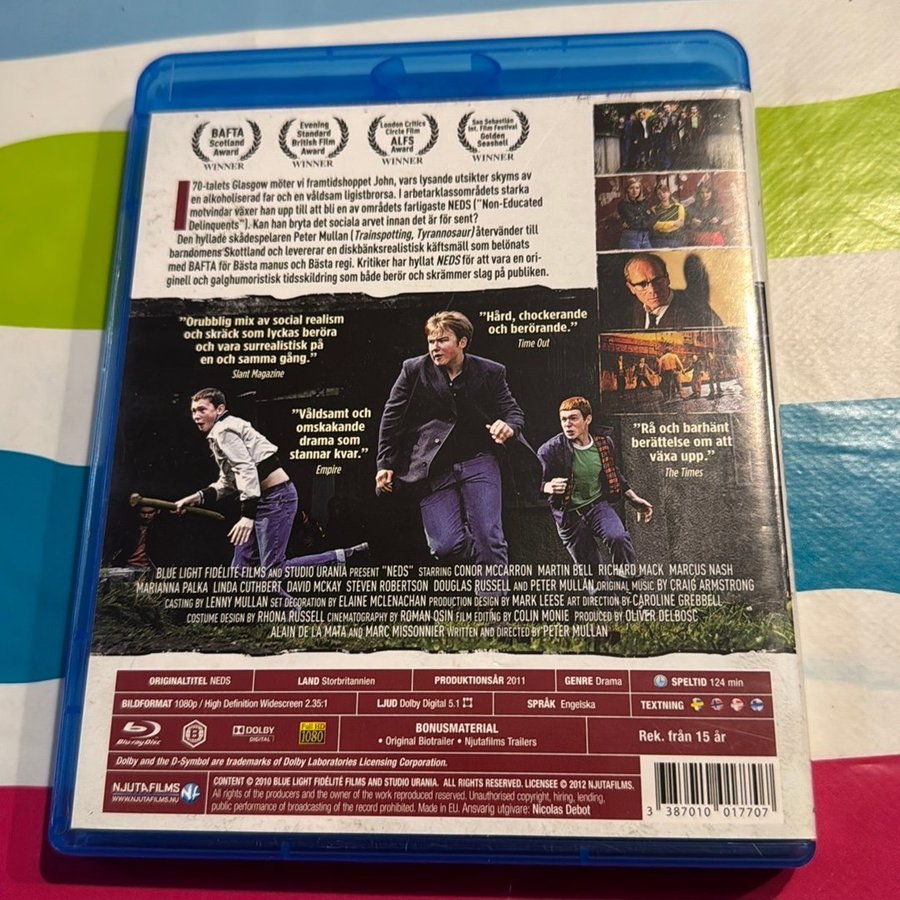 BAFTA
Scotland
Award
WINNER
Evening
Standard
British Film
Award
WINNER
London Critics
Circle Film
ALFS
Award
WINNER
San Sebastián
Int. Film Festival
Golden
Seashell
WINNER
I 70-talets Glasgow möter vi framtidshoppet John, vars lysande utsikter skyms av
en alkoholiserad far och en våldsam ligistbrorsa. I arbetarklassområdets starka
motvindar växer han upp till att bli en av områdets farligaste NEDS ("Non-Educated
Delinquents"). Kan han bryta det sociala arvet innan det är för sent?
Den hyllade skådespelaren Peter Mullan (Trainspotting, Tyrannosaur) återvänder till
barndomens Skottland och levererar en diskbänksrealistisk käftsmäll som belönats
med BAFTA för Bästa manus och Bästa regi. Kritiker har hyllat NEDS för att vara en ori-
ginell och galghumoristisk tidsskildring som både berör och skrämmer slag på publiken.
"Orubblig mix av social realism
och skräck som lyckas beröra
och vara surrealistisk på
en och samma gång."
Slant Magazine
"Hård, chockerande
och berörande."
Time Out
"Våldsamt och
omskakande
drama som
stannar kvar."
Empire
"Rå och barhänt
berättelse om att
växa upp."
The Times
BLUE LIGHT FIDÉLITÉ FILMS AND STUDIO URANIA PRESENT "NEDS" STARRING CONOR MCCARRON MARTIN BELL RICHARD MACK MARCUS NASH
MARIANNA PALKA LINDA CUTHBERT DAVID MCKAY STEVEN ROBERTSON DOUGLAS RUSSELL AND PETER MULLAN ORIGINAL MUSIC BY CRAIG ARMSTRONG
CASTING BY LENNY MULLAN SET DECORATION BY ELAINE MCLENACHAN PRODUCTION DESIGN BY MARK LEESE ART DIRECTION BY CAROLINE GREBBELL
COSTUME DESIGN BY RHONA RUSSELL CINEMATOGRAPHY BY ROMAN OSIN FILM EDITING BY COLIN MONIE PRODUCED BY OLIVER DELBOSC
ALAIN DE LA MATA AND MARC MISSONNIER WRITTEN AND DIRECTED BY PETER MULLAN
ORIGINALTITEL NEDS LAND Storbritannien PRODUKTIONSÅR 2011 GENRE Drama SPELTID 124 min
BILDFORMAT 1080p / High Definition Widescreen 2.35:1 LJUD Dolby Digital 5.1 SPRÅK Engelska TEXTNING
Blu-ray Disc B DOLBY DIGITAL Full HD 1080
BONUSMATERIAL
• Original Biotrailer • Njutafilms Trailers
Rek. från 15 år
Dolby and the D-Symbol are trademarks of Dolby Laboratories Licensing Corporation.
NJUTAFILMS
WWW.NJUTAFILMS.NU
CONTENT © 2010 BLUE LIGHT FIDÉLITÉ FILMS AND STUDIO URANIA. ALL RIGHTS RESERVED. LICENSEE © 2012 NJUTAFILMS.
All rights of the producers and the owner of the work reproduced reserved. Unauthorised copyright, hiring, lending,
public performance of broadcasting of the record prohibited. Made in EU. Ansvarig utgivare: Nicolas Debot
3 387010 017707